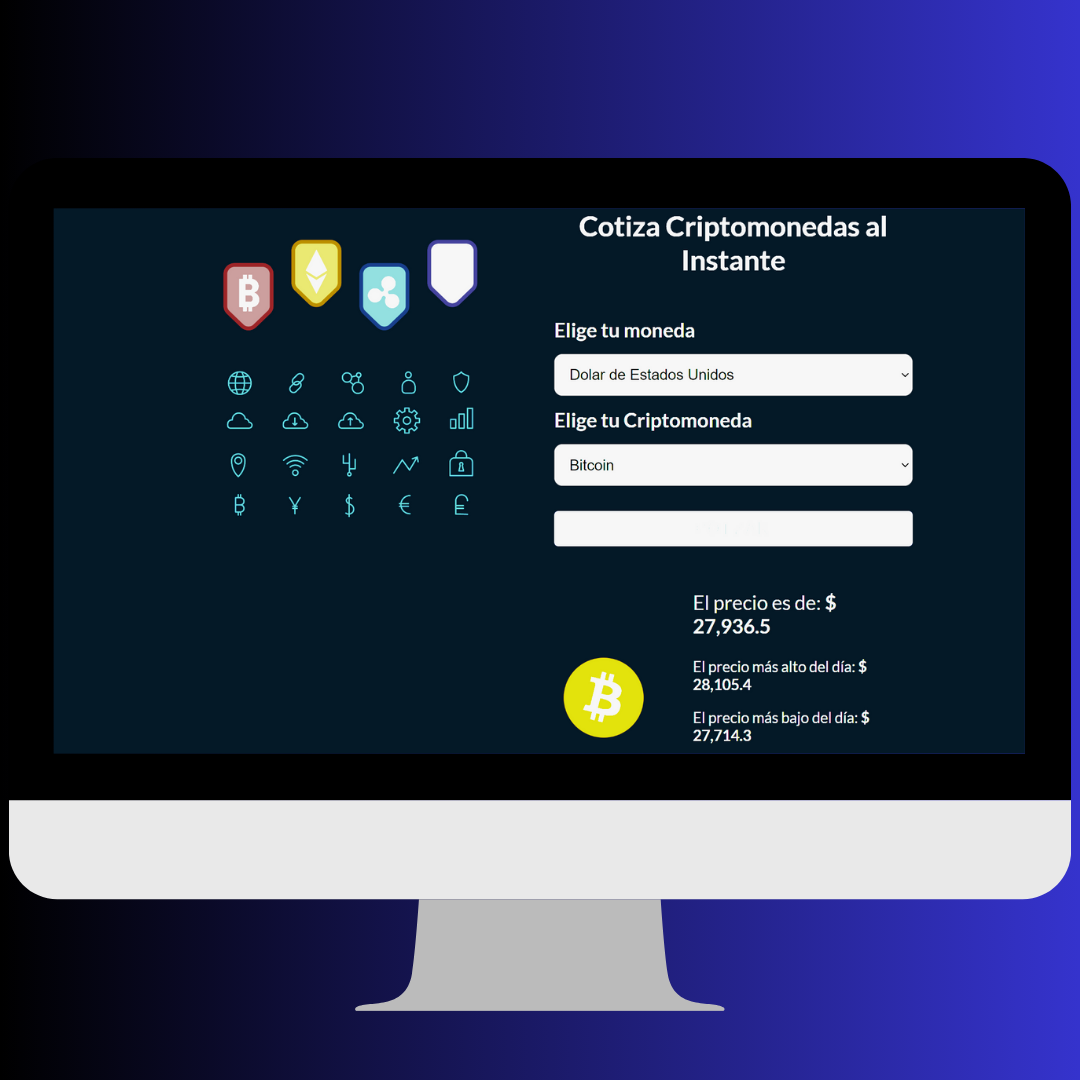 Cotiza Criptomonedas al
Instante
Elige tu moneda
Dolar de Estados Unidos
Elige tu Criptomoneda
Bitcoin
El precio es de: $
27,936.5
El precio más alto del día: $
28,105.4
El precio más bajo del día: $
27,714.3